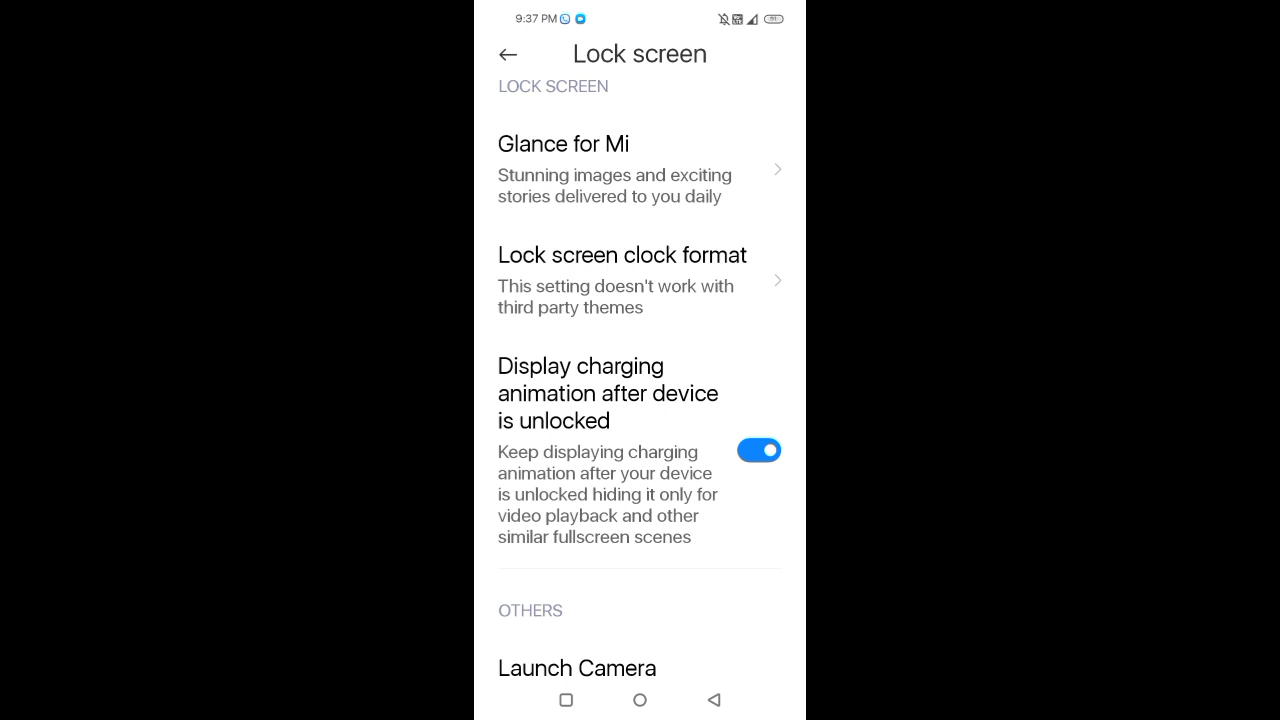 9:37 PM
Lock screen
LOCK SCREEN
Glance for Mi
Stunning images and exciting
stories delivered to you daily
Lock screen clock format
This setting doesn't work with
third party themes
Display charging
animation after device
is unlocked
Keep displaying charging
animation after your device
is unlocked hiding it only for
video playback and other
similar fullscreen scenes
OTHERS
Launch Camera